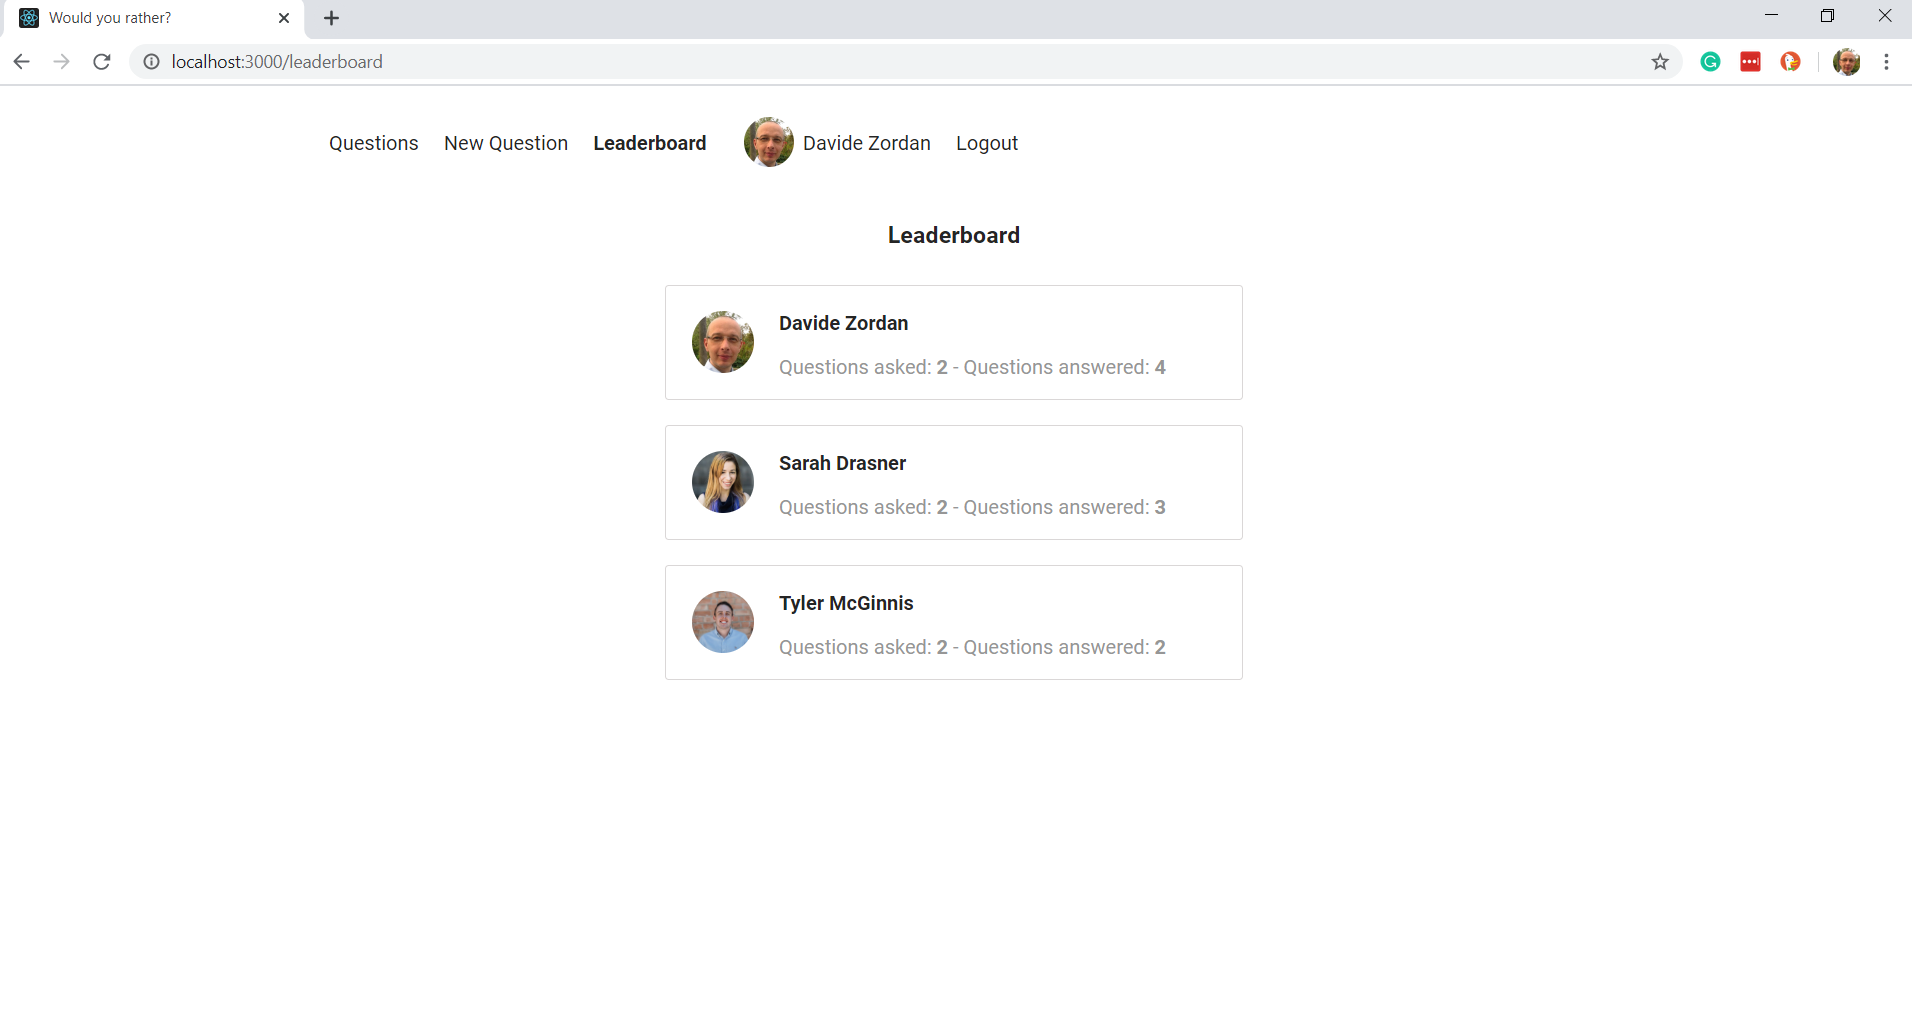 Would you rather?
localhost:3000/leaderboard
Questions New Question Leaderboard Davide Zordan Logout
Leaderboard
Davide Zordan
Questions asked: 2 - Questions answered: 4
Sarah Drasner
Questions asked: 2 - Questions answered: 3
Tyler McGinnis
Questions asked: 2 - Questions answered: 2